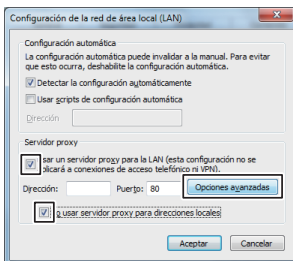 Configuración de la red de área local (LAN)
Configuración automática
La configuración automática puede invalidar a la manual. Para evitar
que esto ocurra, deshabilite la configuración automática.
Detectar la configuración automáticamente
Usar scripts de configuración automática
Dirección
Servidor proxy
sar un servidor proxy para la LAN (esta configuración no se
plicará a conexiones de acceso telefónico ni VPN).
Dirección: Puerto: 80 Opciones avanzadas
o usar servidor proxy para direcciones locales
Aceptar Cancelar